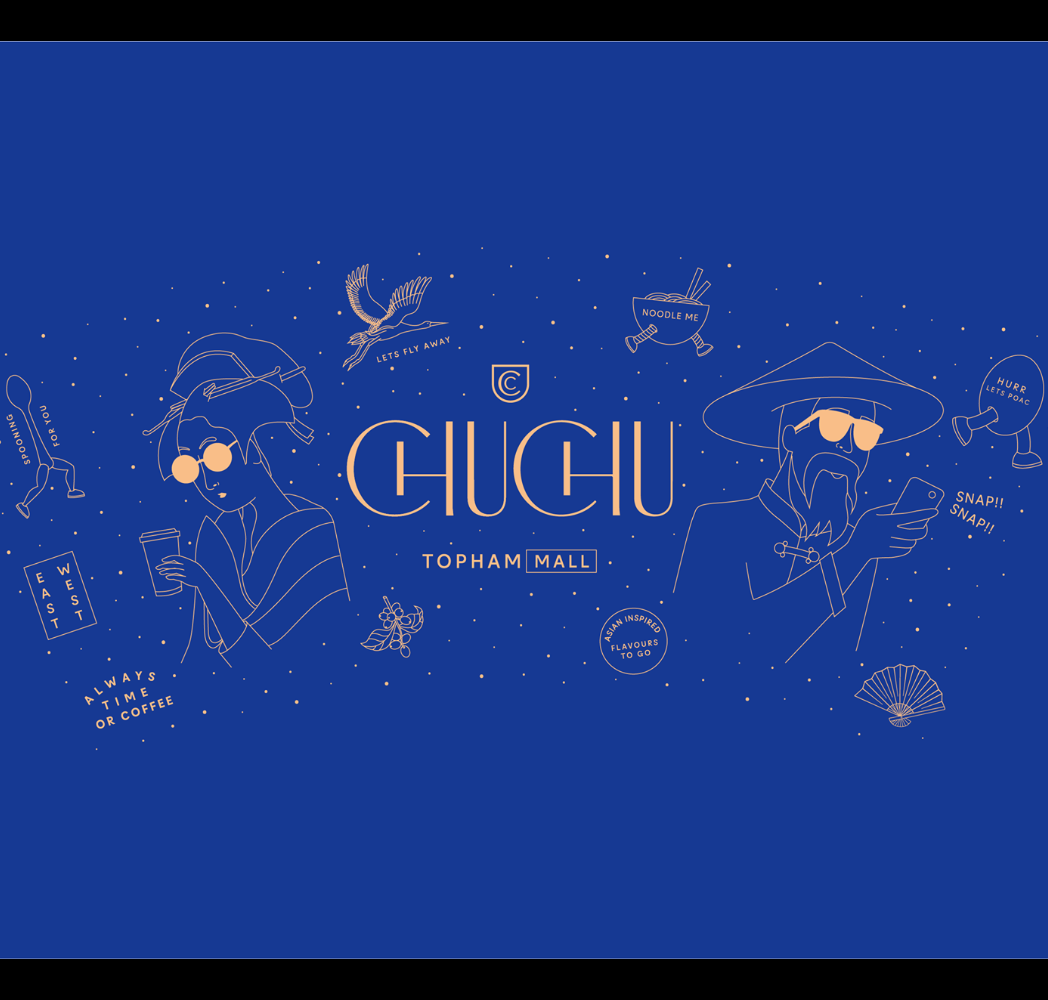 LETS FLY AWAY
NOODLE ME
CC
CHUCHU
TOPHAM MALL
SPOONING
FOR YOU
HURR
LETS POAC
SNAP!!
SNAP!!
EAST
WEST
ALWAYS
TIME
OR COFFEE
ASIAN INSPIRED
FLAVOURS
TO GO